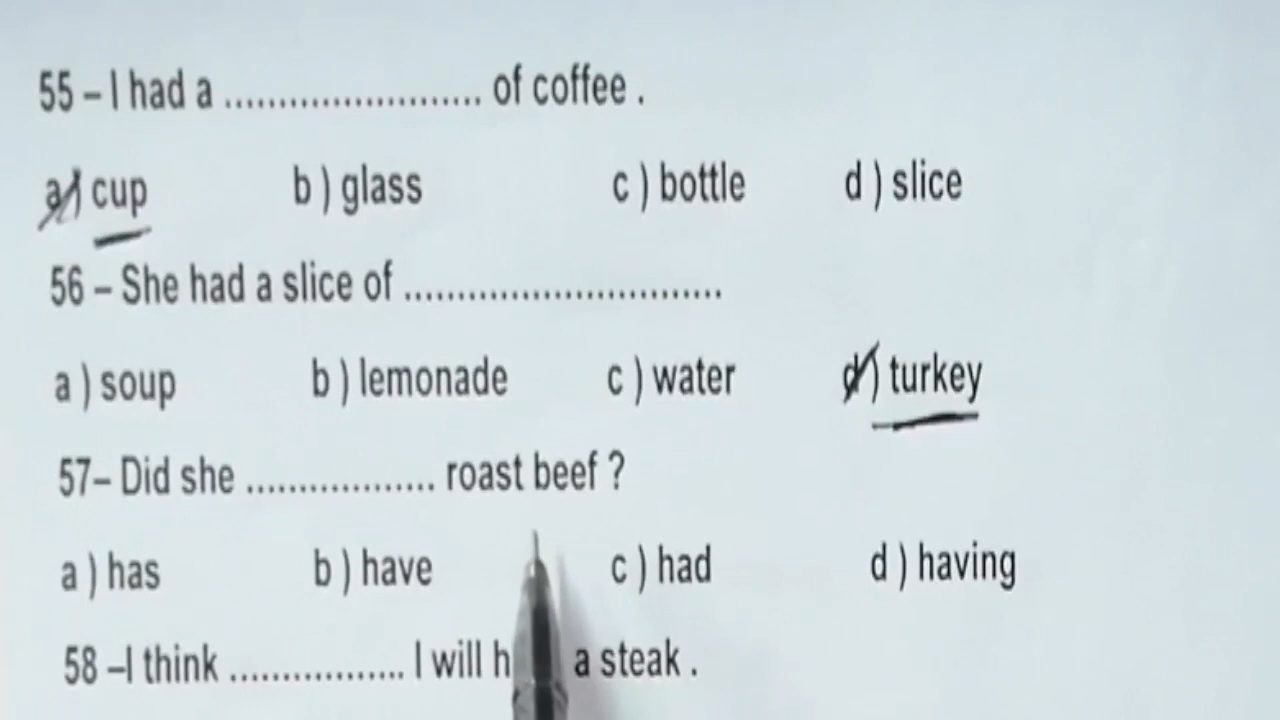 55 – I had a ........................ of coffee .
a ) cup b ) glass c ) bottle d ) slice
56 – She had a slice of ..............................
a ) soup b ) lemonade c ) water d ) turkey
57– Did she .................. roast beef ?
a ) has b ) have c ) had d ) having
58 –I think ................. I will a steak .